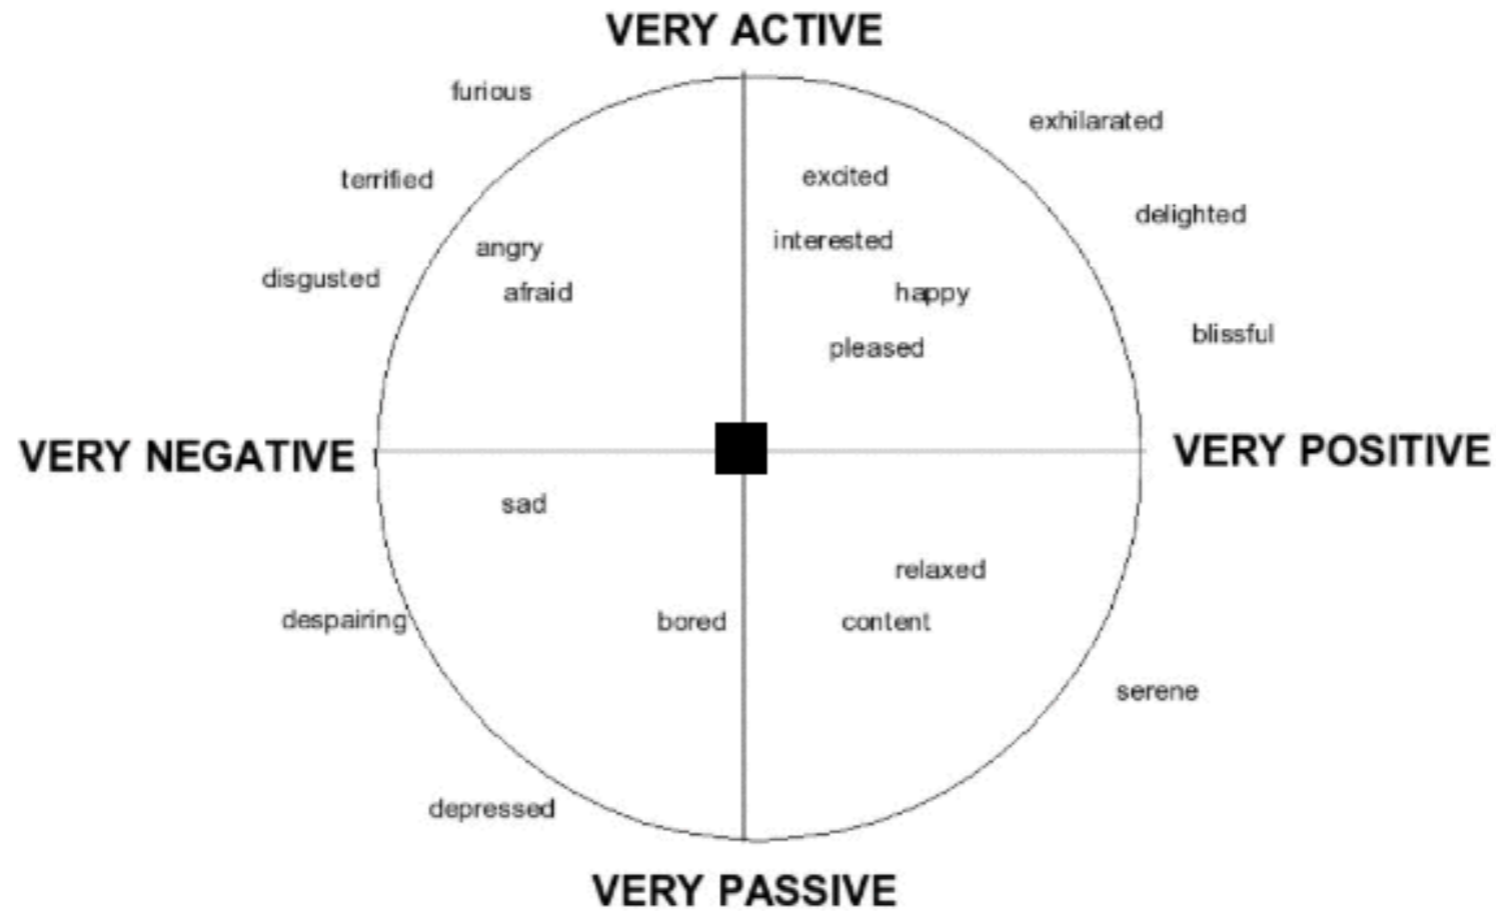 VERY ACTIVE
furious
exhilarated
terrified
excited
delighted
angry
interested
disgusted
afraid
happy
blissful
pleased
VERY NEGATIVE
VERY POSITIVE
sad
relaxed
despairing
bored
content
serene
depressed
VERY PASSIVE